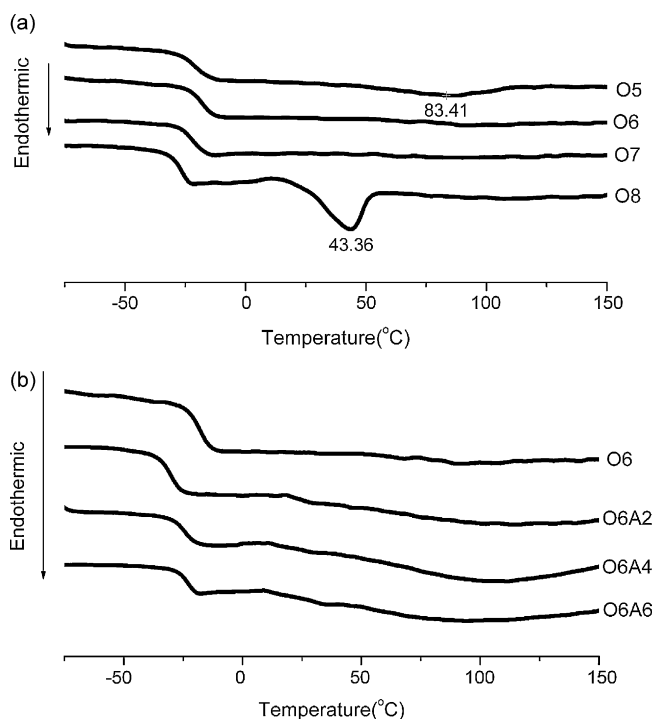 (a)
Endothermic
O5
83.41
O6
O7
O8
43.36
-50 0 50 100 150
Temperature(°C)
(b)
Endothermic
O6
O6A2
O6A4
O6A6
-50 0 50 100 150
Temperature(°C)